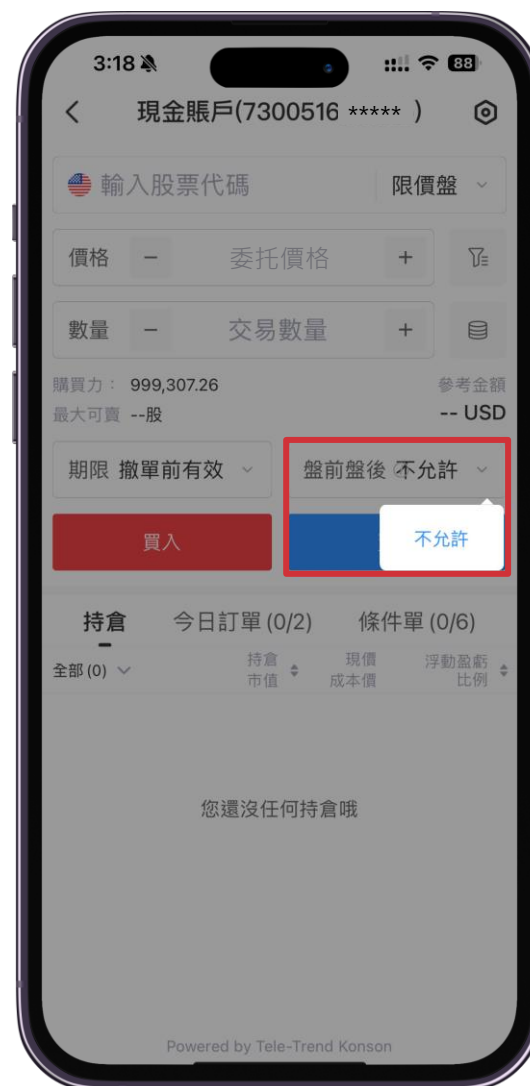 3:18 88
現金賬戶(7300516 ***** )
輸入股票代碼 限價盤
價格 − 委托價格 +
數量 − 交易數量 +
購買力： 999,307.26 參考金額
最大可賣 --股 -- USD
期限 撤單前有效 盤前盤後 不允許
買入 不允許
持倉 今日訂單 (0/2) 條件單 (0/6)
全部 (0) 持倉 現價 浮動盈虧
市值 成本價 比例
您還沒任何持倉哦
Powered by Tele-Trend Konson